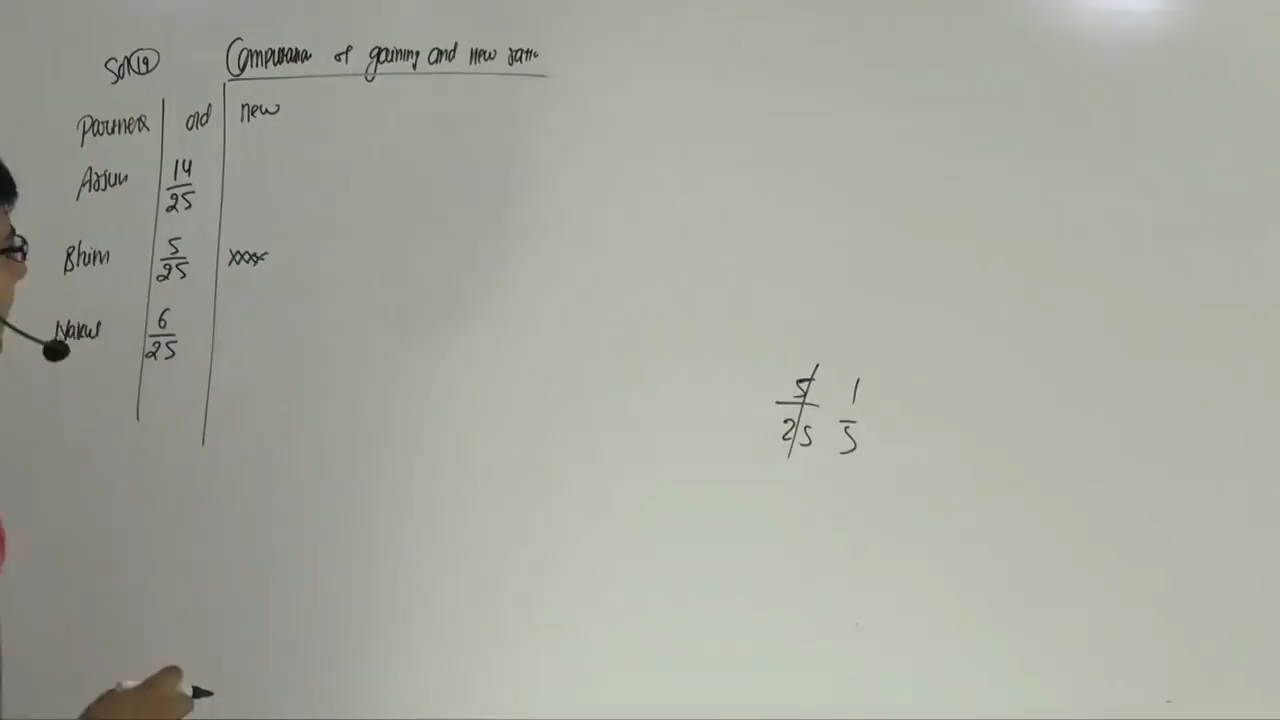 Sol 19
Computation of gaining and new ratio
Partners old new
Arjun 14/25
Bhim 5/25 xxxx
Nakul 6/25
5/25 1/5